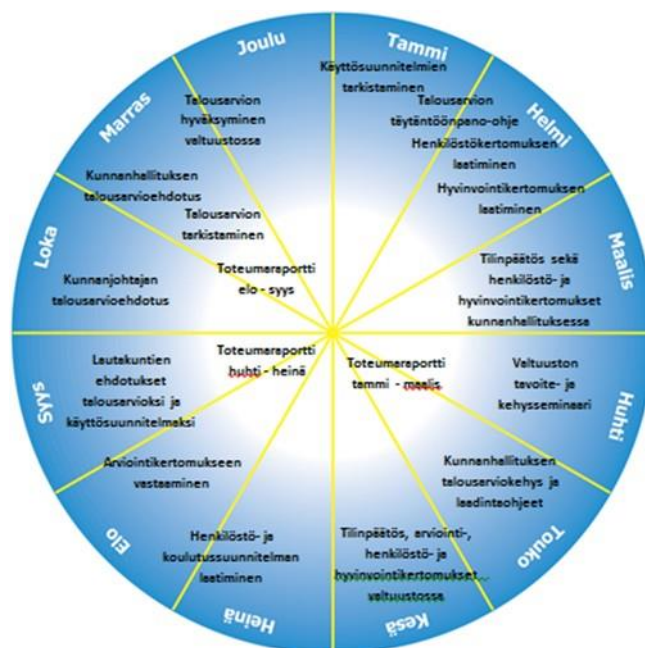 Tammi
Käyttösuunnitelmien
tarkistaminen
Talousarvion
täytäntöönpano-ohje
Helmi
Henkilöstökertomuksen
laatiminen
Hyvinvointikertomuksen
laatiminen
Maalis
Tilinpäätös sekä
henkilöstö- ja
hyvinvointikertomukset
kunnanhallituksessa
Huhti
Valtuuston
tavoite- ja
kehysseminaari
Toteumaraportti
tammi - maalis
Touko
Kunnanhallituksen
talousarviokehys ja
laadintaohjeet
Kesä
Tilinpäätös, arviointi-,
henkilöstö- ja
hyvinvointikertomukset
valtuustossa
Heinä
Henkilöstö- ja
koulutussuunnitelman
laatiminen
Elo
Arviointikertomukseen
vastaaminen
Syys
Lautakuntien
ehdotukset
talousarvioksi ja
käyttösuunnitelmaksi
Toteumaraportti
huhti - heinä
Loka
Kunnanjohtajan
talousarvioehdotus
Toteumaraportti
elo - syys
Marras
Kunnanhallituksen
talousarvioehdotus
Talousarvion
tarkistaminen
Joulu
Talousarvion
hyväksyminen
valtuustossa